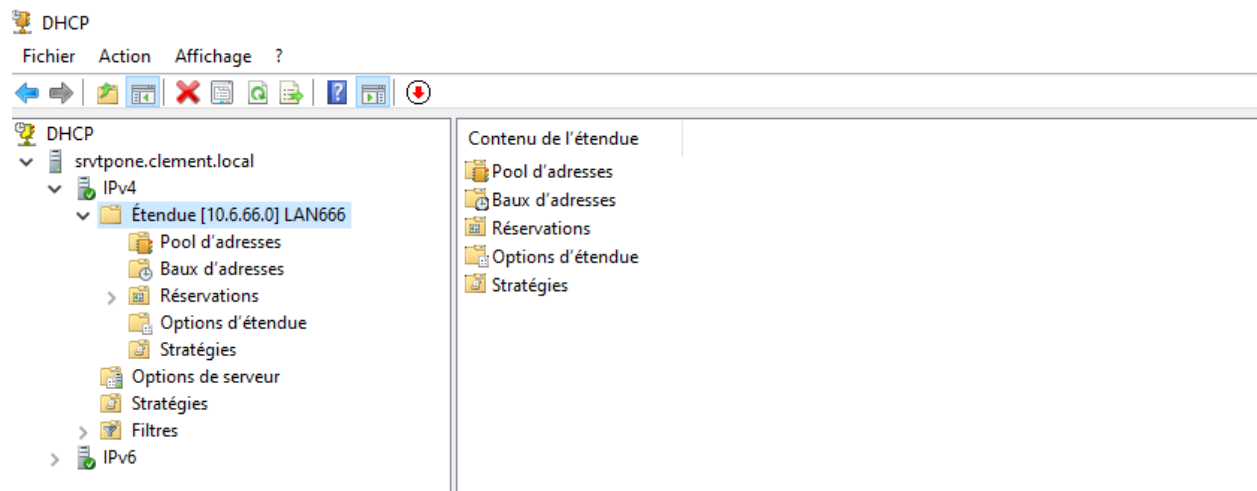 DHCP
Fichier Action Affichage ?
DHCP
srvtpone.clement.local
IPv4
Étendue [10.6.66.0] LAN666
Pool d'adresses
Baux d'adresses
Réservations
Options d'étendue
Stratégies
Options de serveur
Stratégies
Filtres
IPv6
Contenu de l'étendue
Pool d'adresses
Baux d'adresses
Réservations
Options d'étendue
Stratégies